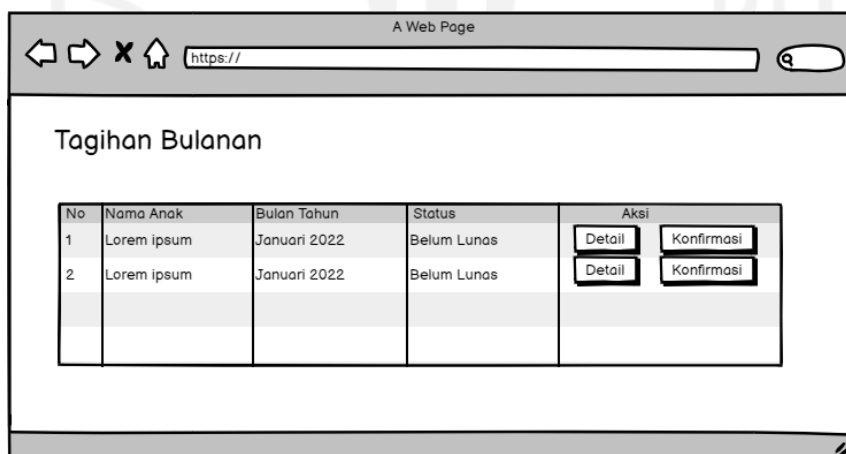 A Web Page
https://
Tagihan Bulanan
No Nama Anak Bulan Tahun Status Aksi
1 Lorem ipsum Januari 2022 Belum Lunas Detail Konfirmasi
2 Lorem ipsum Januari 2022 Belum Lunas Detail Konfirmasi